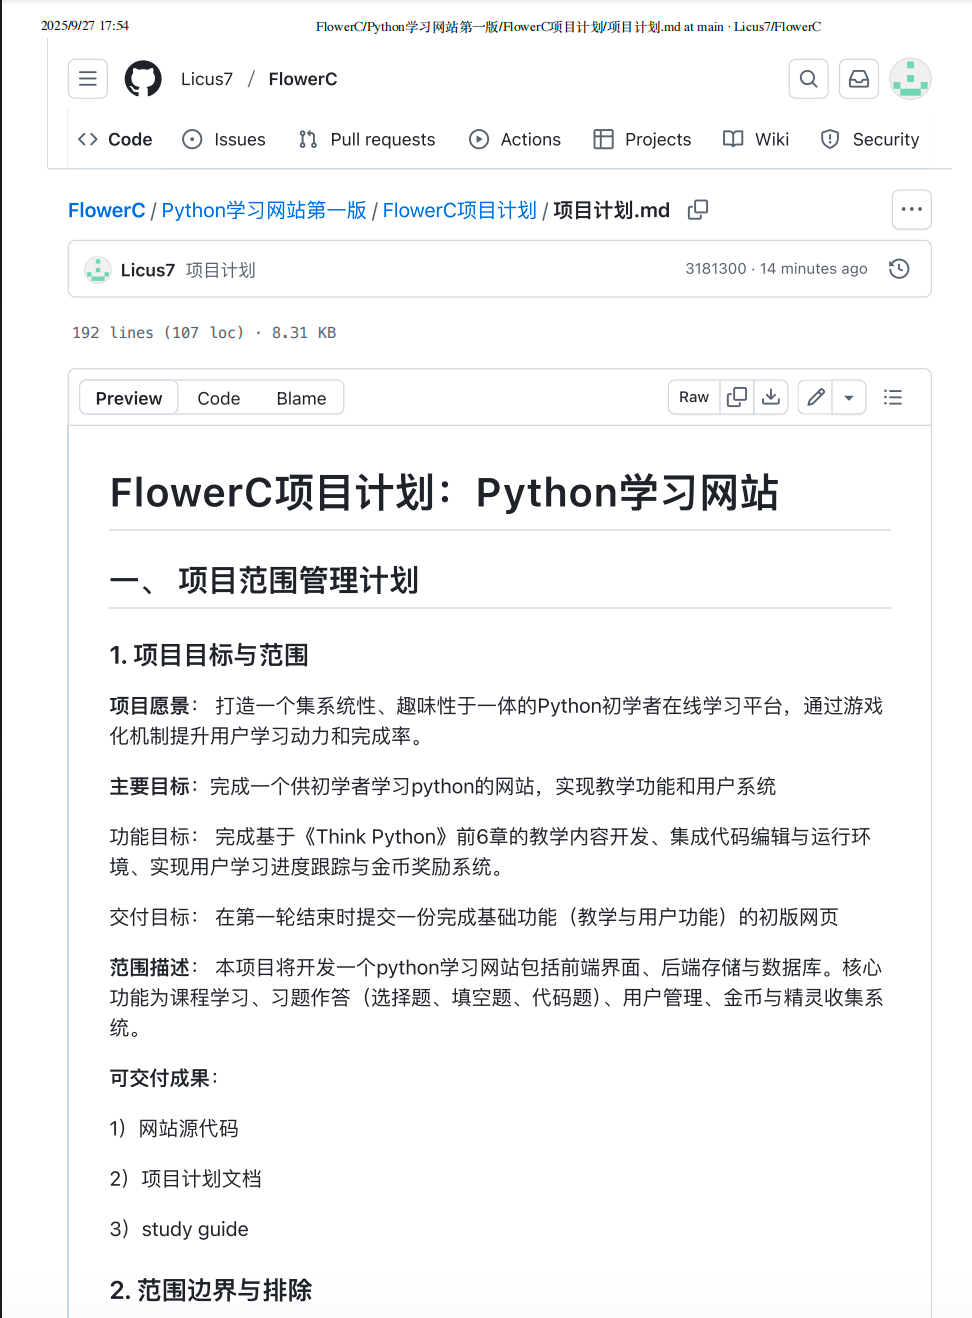 2025/9/27 17:54 FlowerC/Python学习网站第一版/FlowerC项目计划/项目计划.md at main · Licus7/FlowerC
Licus7 / FlowerC
Code Issues Pull requests Actions Projects Wiki Security
FlowerC / Python学习网站第一版 / FlowerC项目计划 / 项目计划.md
Licus7 项目计划 3181300 · 14 minutes ago
192 lines (107 loc) · 8.31 KB
Preview Code Blame Raw
FlowerC项目计划：Python学习网站
一、 项目范围管理计划
1. 项目目标与范围
项目愿景： 打造一个集系统性、趣味性于一体的Python初学者在线学习平台，通过游戏
化机制提升用户学习动力和完成率。
主要目标：完成一个供初学者学习python的网站，实现教学功能和用户系统
功能目标： 完成基于《Think Python》前6章的教学内容开发、集成代码编辑与运行环
境、实现用户学习进度跟踪与金币奖励系统。
交付目标： 在第一轮结束时提交一份完成基础功能（教学与用户功能）的初版网页
范围描述： 本项目将开发一个python学习网站包括前端界面、后端存储与数据库。核心
功能为课程学习、习题作答（选择题、填空题、代码题）、用户管理、金币与精灵收集系
统。
可交付成果：
1）网站源代码
2）项目计划文档
3）study guide
2. 范围边界与排除